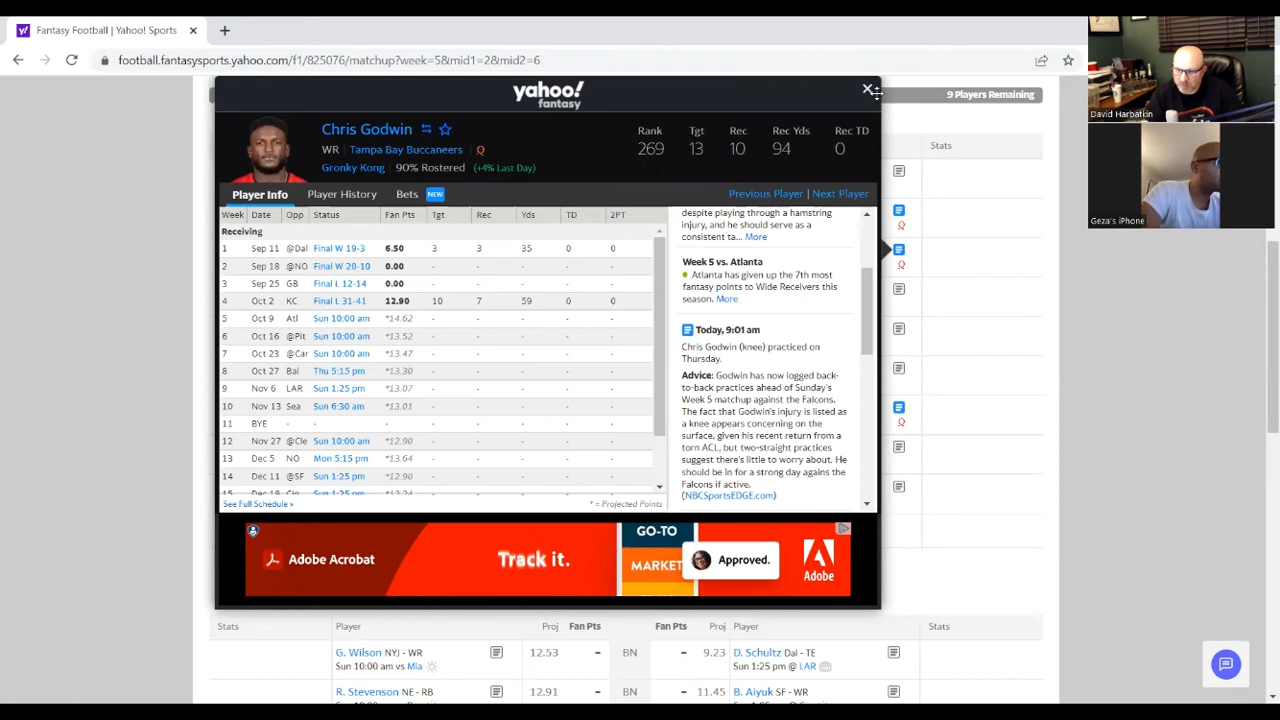 Fantasy Football | Yahoo! Sports
football.fantasysports.yahoo.com/f1/825076/matchup?week=5&mid1=2&mid2=6
David Harbatkin
Geza's iPhone
9 Players Remaining
Stats
yahoo!
fantasy
Chris Godwin
WR | Tampa Bay Buccaneers Q
Gronky Kong | 90% Rostered (+4% Last Day)
Rank Tgt Rec Rec Yds Rec TD
269 13 10 94 0
Player Info Player History Bets NEW
Previous Player | Next Player
Week Date Opp Status Fan Pts Tgt Rec Yds TD 2PT
Receiving
1 Sep 11 @Dal Final W 19-3 6.50 3 3 35 0 0
2 Sep 18 @NO Final W 20-10 0.00 - - - - -
3 Sep 25 GB Final L 12-14 0.00 - - - - -
4 Oct 2 KC Final L 31-41 12.90 10 7 59 0 0
5 Oct 9 Atl Sun 10:00 am *14.62 - - - - -
6 Oct 16 @Pit Sun 10:00 am *13.52 - - - - -
7 Oct 23 @Car Sun 10:00 am *13.47 - - - - -
8 Oct 27 Bal Thu 5:15 pm *13.30 - - - - -
9 Nov 6 LAR Sun 1:25 pm *13.07 - - - - -
10 Nov 13 Sea Sun 6:30 am *13.01 - - - - -
11 BYE - - - - - - -
12 Nov 27 @Cle Sun 10:00 am *12.90 - - - - -
13 Dec 5 NO Mon 5:15 pm *13.64 - - - - -
14 Dec 11 @SF Sun 1:25 pm *12.90 - - - - -
15 Dec 18 Cin Sun 1:25 pm *13.24 - - - - -
See Full Schedule »
* = Projected Points
despite playing through a hamstring
injury, and he should serve as a
consistent ta... More
Week 5 vs. Atlanta
Atlanta has given up the 7th most
fantasy points to Wide Receivers this
season. More
Today, 9:01 am
Chris Godwin (knee) practiced on
Thursday.
Advice: Godwin has now logged back-
to-back practices ahead of Sunday's
Week 5 matchup against the Falcons.
The fact that Godwin's injury is listed as
a knee appears concerning on the
surface, given his recent return from a
torn ACL, but two-straight practices
suggest there's little to worry about. He
should be in for a strong day agains the
Falcons if active.
(NBCSportsEDGE.com)
Q
Q
Q
Adobe Acrobat
Track it.
GO-TO
MARKET
Approved.
Adobe
Stats Player Proj Fan Pts Fan Pts Proj Player Stats
G. Wilson NYJ - WR 12.53 – BN – 9.23 D. Schultz Dal - TE
Sun 10:00 am vs Mia Sun 1:25 pm @ LAR
R. Stevenson NE - RB 12.91 – BN – 11.45 B. Aiyuk SF - WR